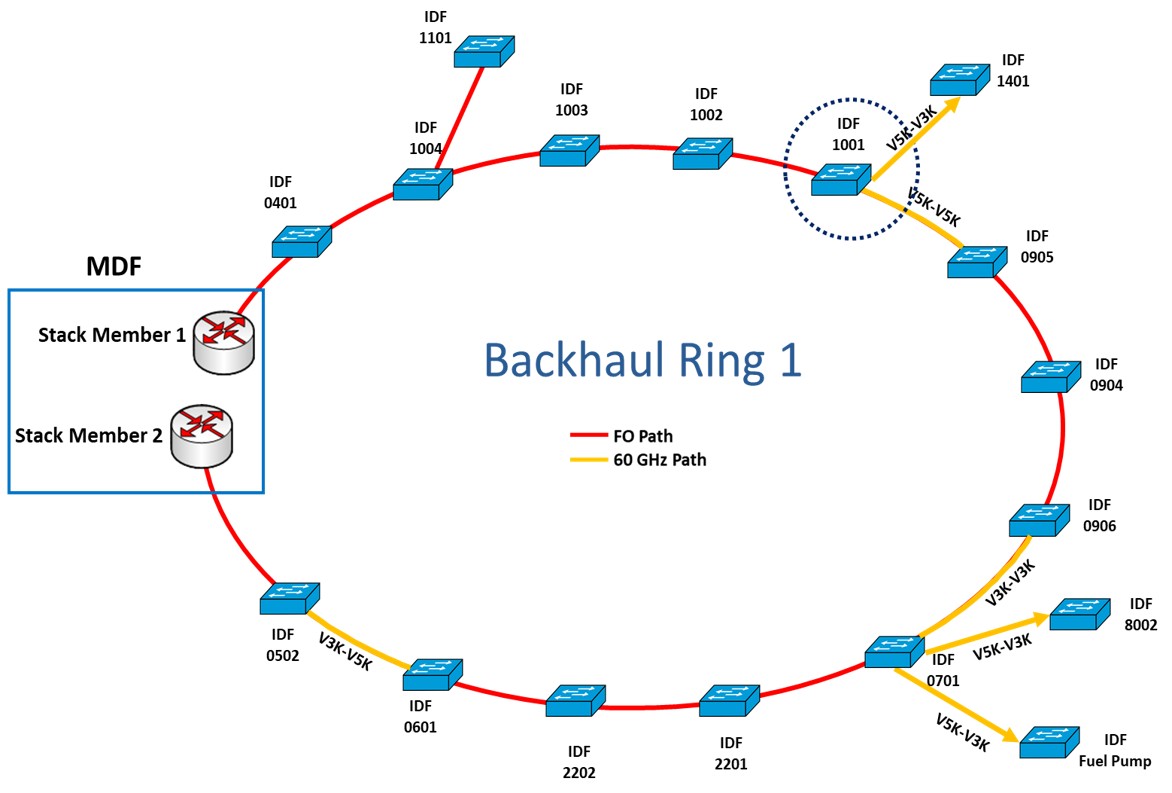 IDF
1101
IDF
1401
IDF
1003
IDF
1002
IDF
1001
V5K-V3K
IDF
1004
IDF
0401
V5K-V5K
IDF
0905
MDF
Stack Member 1
Stack Member 2
Backhaul Ring 1
IDF
0904
FO Path
60 GHz Path
IDF
0906
V3K-V3K
IDF
8002
V5K-V3K
IDF
0701
IDF
0502
V3K-V5K
IDF
0601
V5K-V3K
IDF
2202
IDF
2201
IDF
Fuel Pump